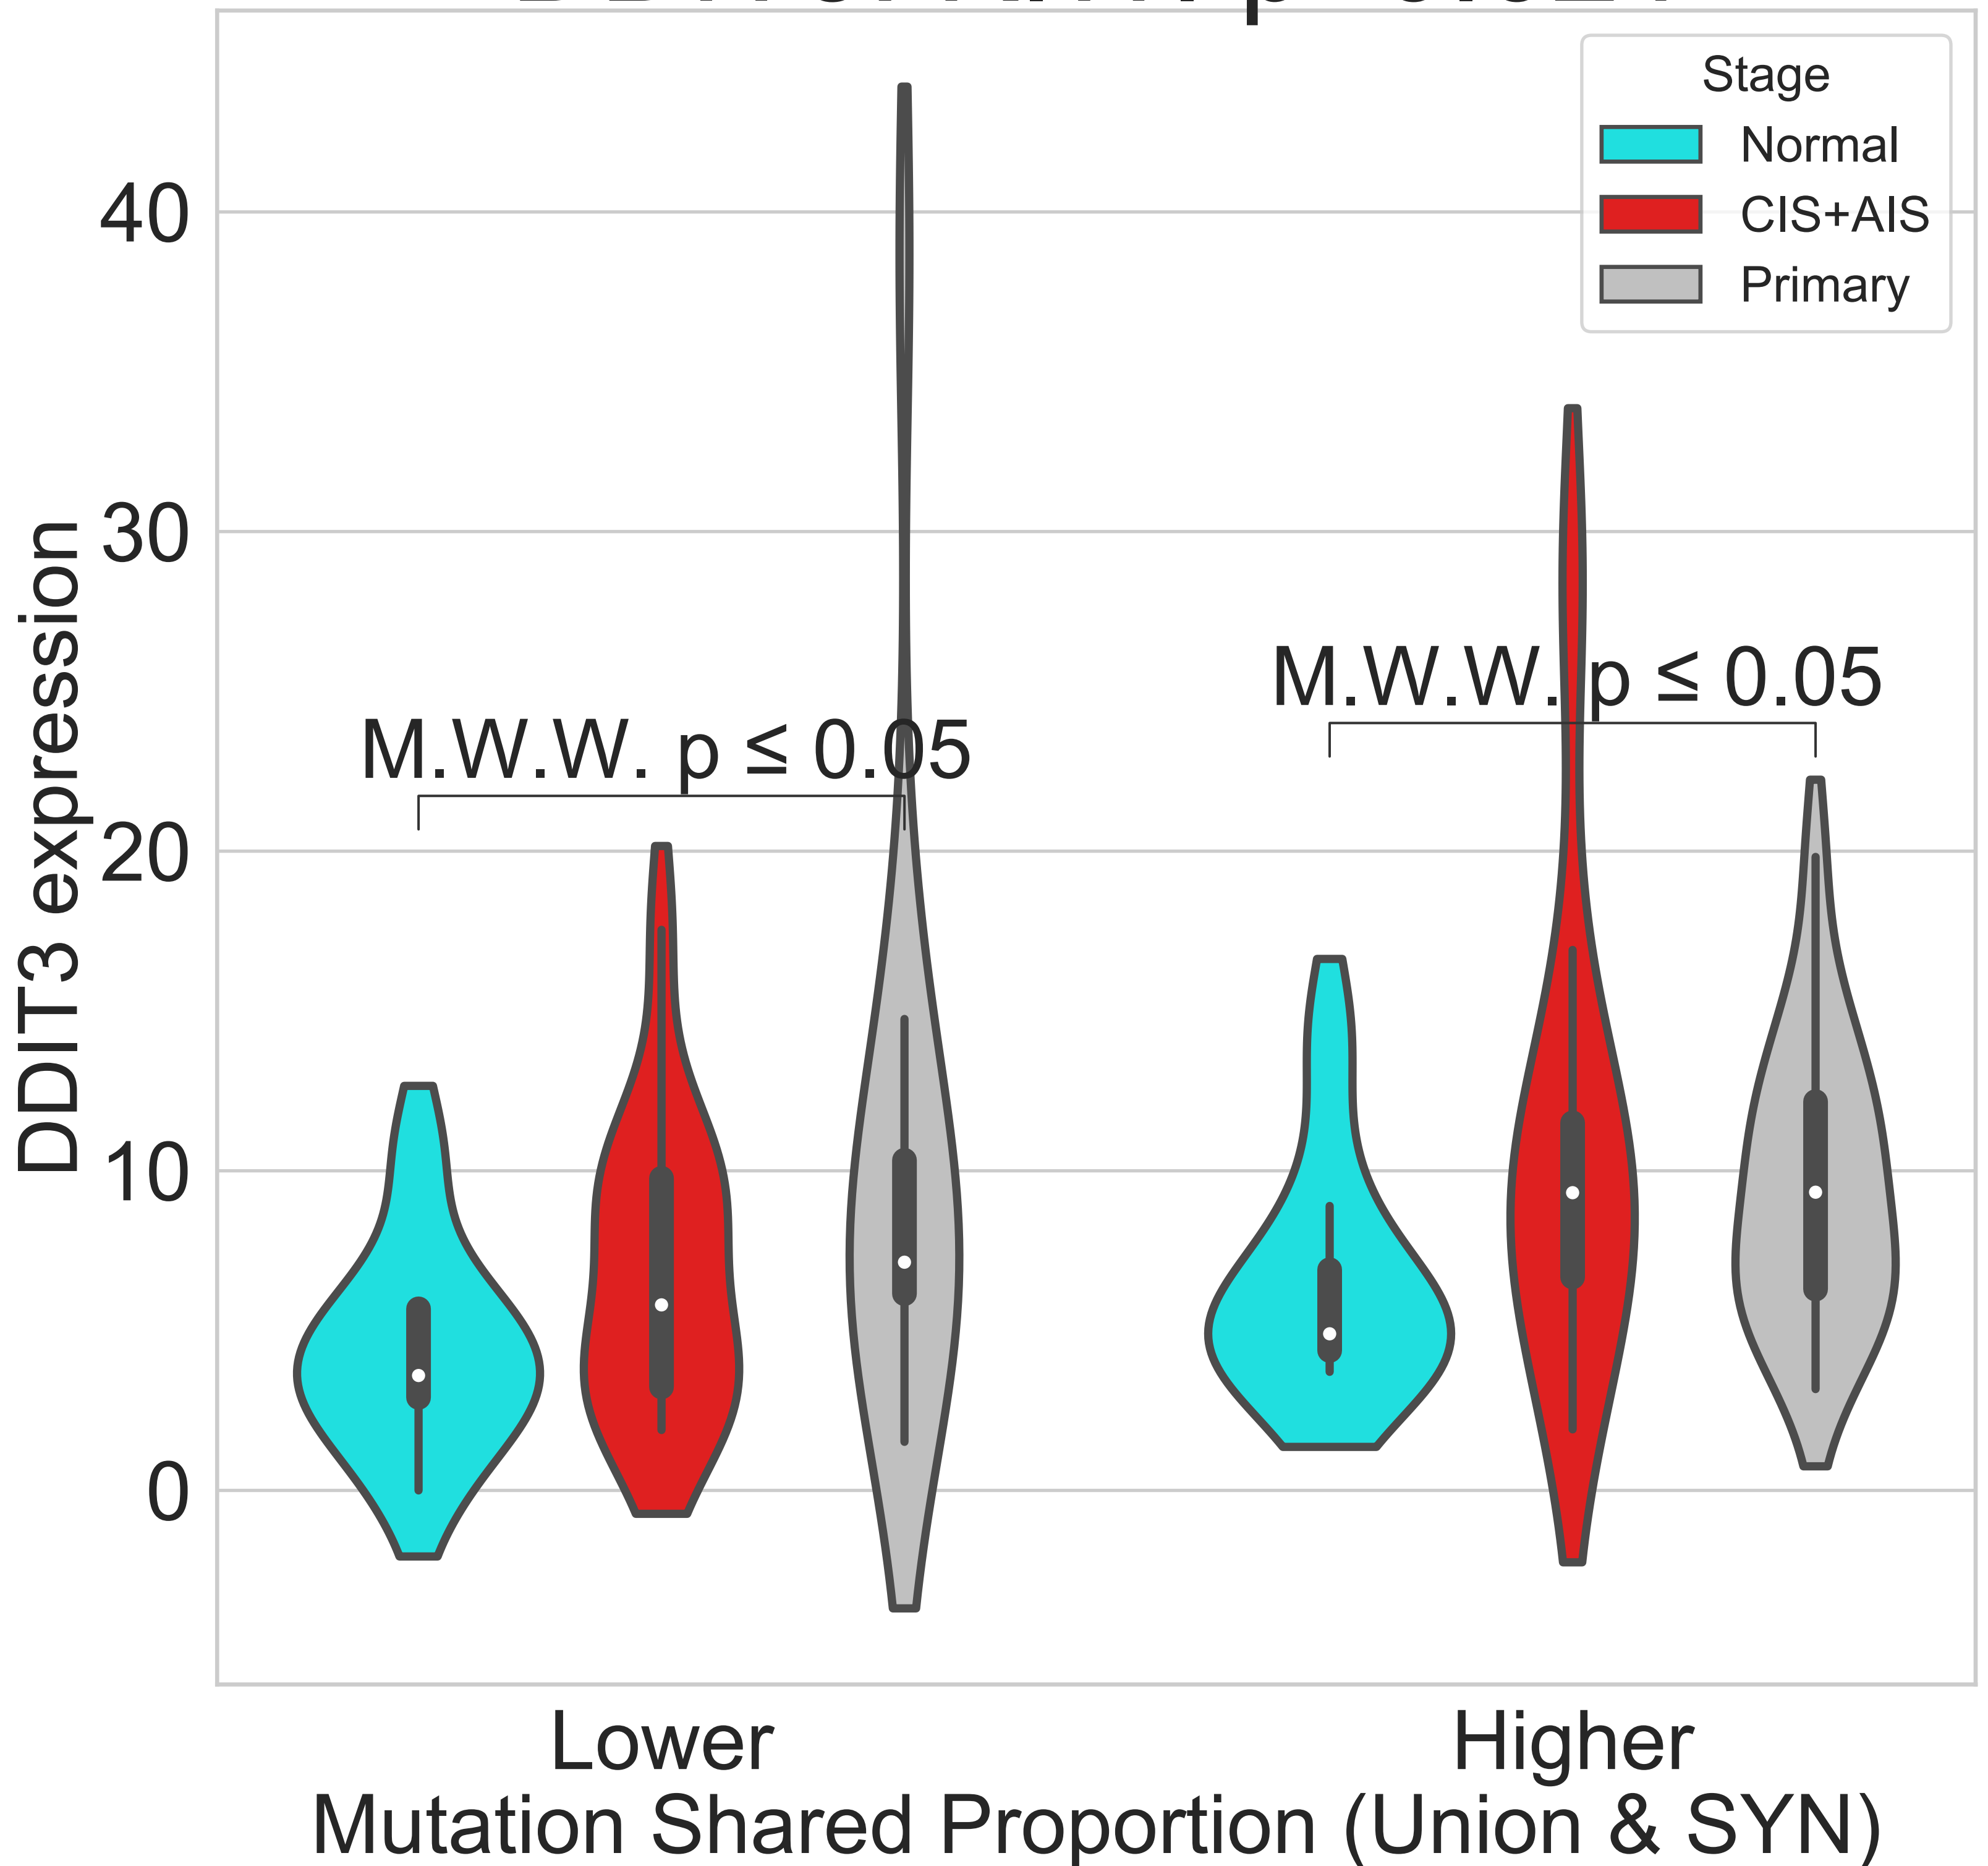 Stage
Normal
CIS+AIS
Primary
40
30
20
10
0
DDIT3 expression
M.W.W. p ≤ 0.05
M.W.W. p ≤ 0.05
Lower
Higher
Mutation Shared Proportion (Union & SYN)